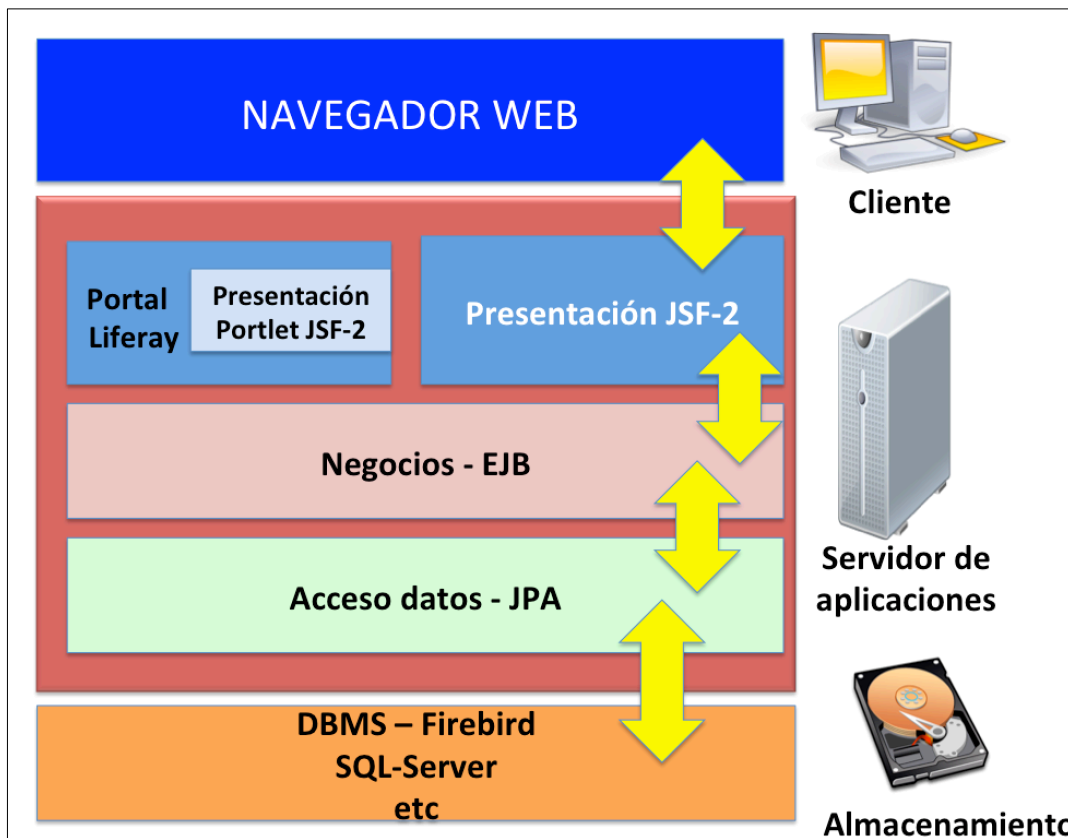 NAVEGADOR WEB
Cliente
Portal
Liferay
Presentación
Portlet JSF-2
Presentación JSF-2
Negocios - EJB
Acceso datos - JPA
Servidor de
aplicaciones
DBMS – Firebird
SQL-Server
etc
Almacenamiento